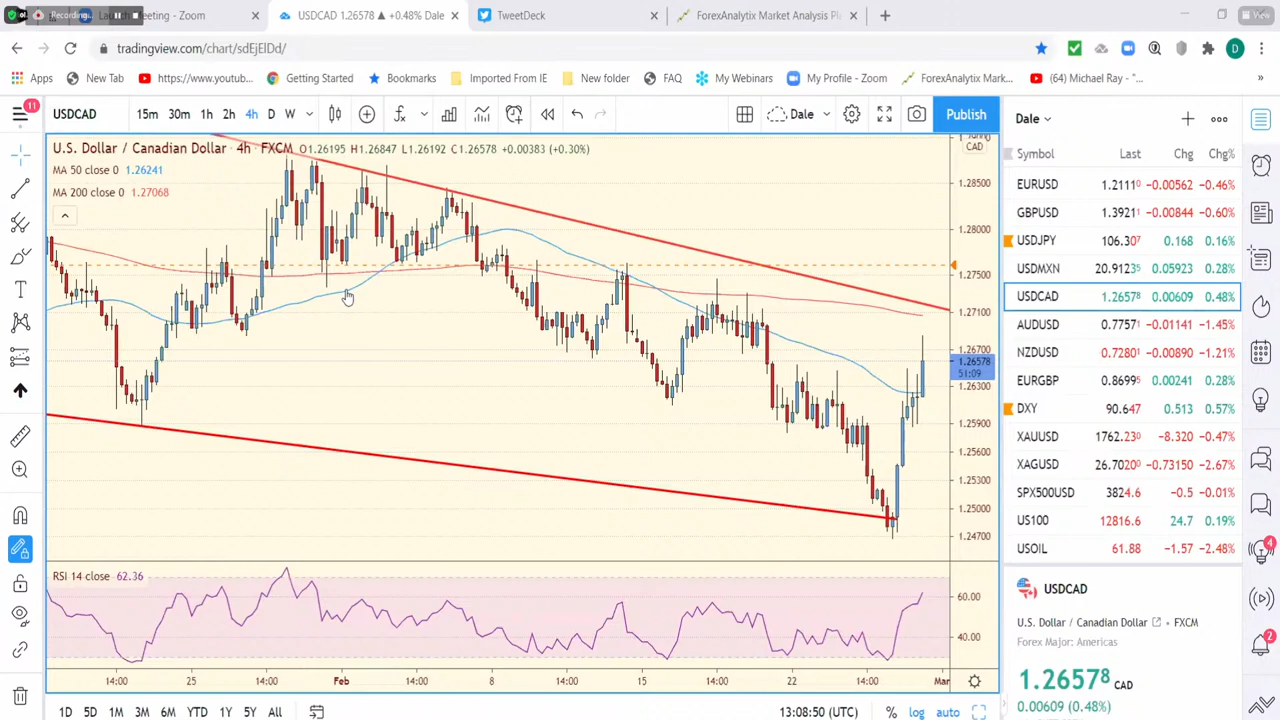 Recording...
Launch Meeting - Zoom
USDCAD 1.26578 ▲ +0.48% Dale
TweetDeck
ForexAnalytix Market Analysis Pl
View
tradingview.com/chart/sdEjElDd/
D
Apps
New Tab
https://www.youtub...
Getting Started
Bookmarks
Imported From IE
New folder
FAQ
My Webinars
My Profile - Zoom
ForexAnalytix Mark...
(64) Michael Ray - "...
»
11
USDCAD
15m 30m 1h 2h 4h D W
Dale
Publish
U.S. Dollar / Canadian Dollar · 4h · FXCM O1.26195 H1.26847 L1.26192 C1.26578 +0.00383 (+0.30%)
MA 50 close 0 1.26241
MA 200 close 0 1.27068
CAD
1.28500
1.28000
1.27500
1.27100
1.26700
1.26578
51:09
1.26300
1.25900
1.25600
1.25300
1.25000
1.24700
RSI 14 close 62.36
60.00
40.00
14:00 25 14:00 Feb 14:00 8 14:00 15 14:00 22 14:00 Mar
1D 5D 1M 3M 6M YTD 1Y 5Y All
13:08:50 (UTC)
% log auto
Dale
Symbol Last Chg Chg%
EURUSD 1.2111⁰ -0.00562 -0.46%
GBPUSD 1.3921¹ -0.00844 -0.60%
USDJPY 106.30⁷ 0.168 0.16%
USDMXN 20.9123⁵ 0.05923 0.28%
USDCAD 1.2657⁸ 0.00609 0.48%
AUDUSD 0.7757¹ -0.01141 -1.45%
NZDUSD 0.7280¹ -0.00890 -1.21%
EURGBP 0.8699⁵ 0.00241 0.28%
DXY 90.647 0.513 0.57%
XAUUSD 1762.23⁰ -8.320 -0.47%
XAGUSD 26.7020⁰ -0.73150 -2.67%
SPX500USD 3824.6 -0.5 -0.01%
US100 12816.6 24.7 0.19%
USOIL 61.88 -1.57 -2.48%
USDCAD
U.S. Dollar / Canadian Dollar • FXCM
Forex Major: Americas
1.2657⁸ CAD
0.00609 (0.48%)
4
2